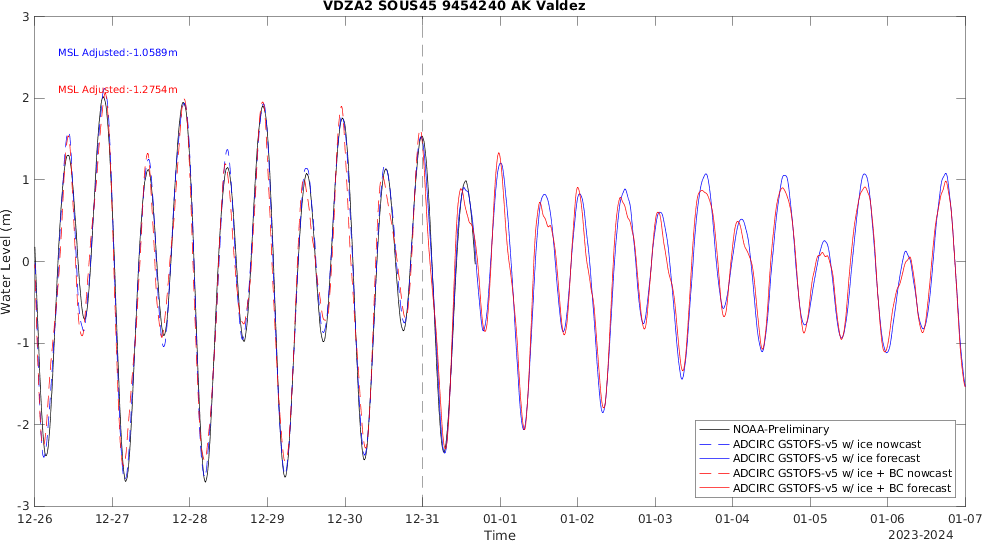 VDZA2 SOUS45 9454240 AK Valdez
MSL Adjusted:-1.0589m
MSL Adjusted:-1.2754m
3
2
1
0
-1
-2
-3
Water Level (m)
NOAA-Preliminary
ADCIRC GSTOFS-v5 w/ ice nowcast
ADCIRC GSTOFS-v5 w/ ice forecast
ADCIRC GSTOFS-v5 w/ ice + BC nowcast
ADCIRC GSTOFS-v5 w/ ice + BC forecast
12-26 12-27 12-28 12-29 12-30 12-31 01-01 01-02 01-03 01-04 01-05 01-06 01-07
Time
2023-2024